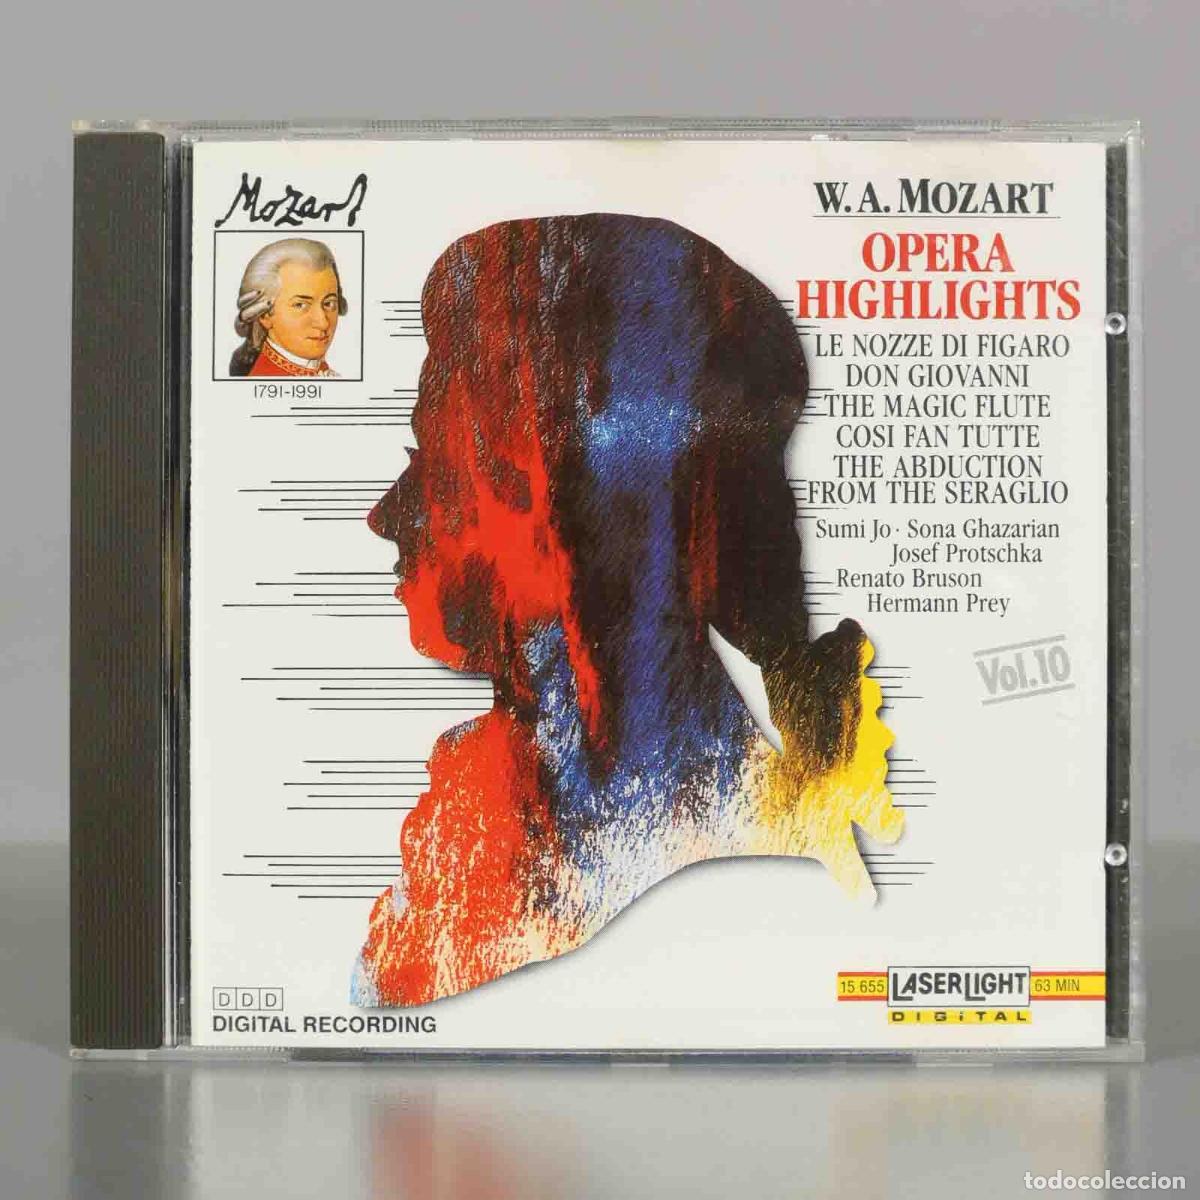 Mozart
1791-1991
W. A. MOZART
OPERA
HIGHLIGHTS
LE NOZZE DI FIGARO
DON GIOVANNI
THE MAGIC FLUTE
COSI FAN TUTTE
THE ABDUCTION
FROM THE SERAGLIO
Sumi Jo · Sona Ghazarian
Josef Protschka
Renato Bruson
Hermann Prey
Vol.10
DDD
DIGITAL RECORDING
15 655 LASERLIGHT 63 MIN
DIGITAL
todocoleccion